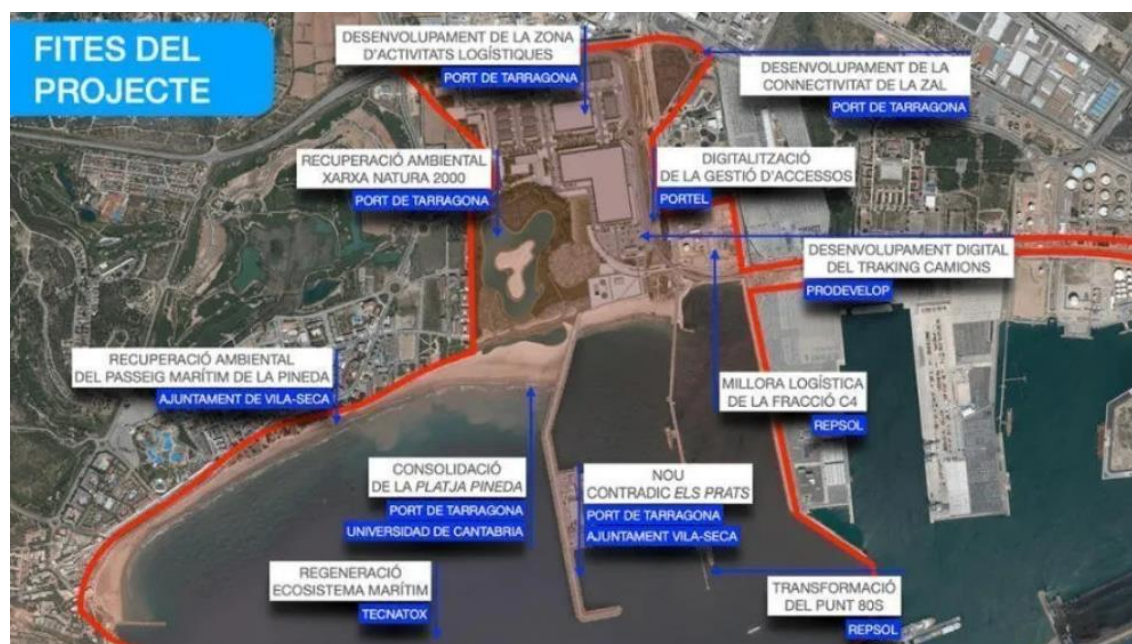 FITES DEL
PROJECTE
DESENVOLUPAMENT DE LA ZONA
D'ACTIVITATS LOGÍSTIQUES
PORT DE TARRAGONA
DESENVOLUPAMENT DE LA
CONNECTIVITAT DE LA ZAL
PORT DE TARRAGONA
RECUPERACIÓ AMBIENTAL
XARXA NATURA 2000
PORT DE TARRAGONA
DIGITALITZACIÓ
DE LA GESTIÓ D'ACCESSOS
PORTEL
DESENVOLUPAMENT DIGITAL
DEL TRAKING CAMIONS
PRODEVELOP
RECUPERACIÓ AMBIENTAL
DEL PASSEIG MARÍTIM DE LA PINEDA
AJUNTAMENT DE VILA-SECA
MILLORA LOGÍSTICA
DE LA FRACCIÓ C4
REPSOL
CONSOLIDACIÓ
DE LA PLATJA PINEDA
PORT DE TARRAGONA
UNIVERSIDAD DE CANTABRIA
NOU
CONTRADIC ELS PRATS
PORT DE TARRAGONA
AJUNTAMENT VILA-SECA
REGENERACIÓ
ECOSISTEMA MARÍTIM
TECNATOX
TRANSFORMACIÓ
DEL PUNT 80S
REPSOL